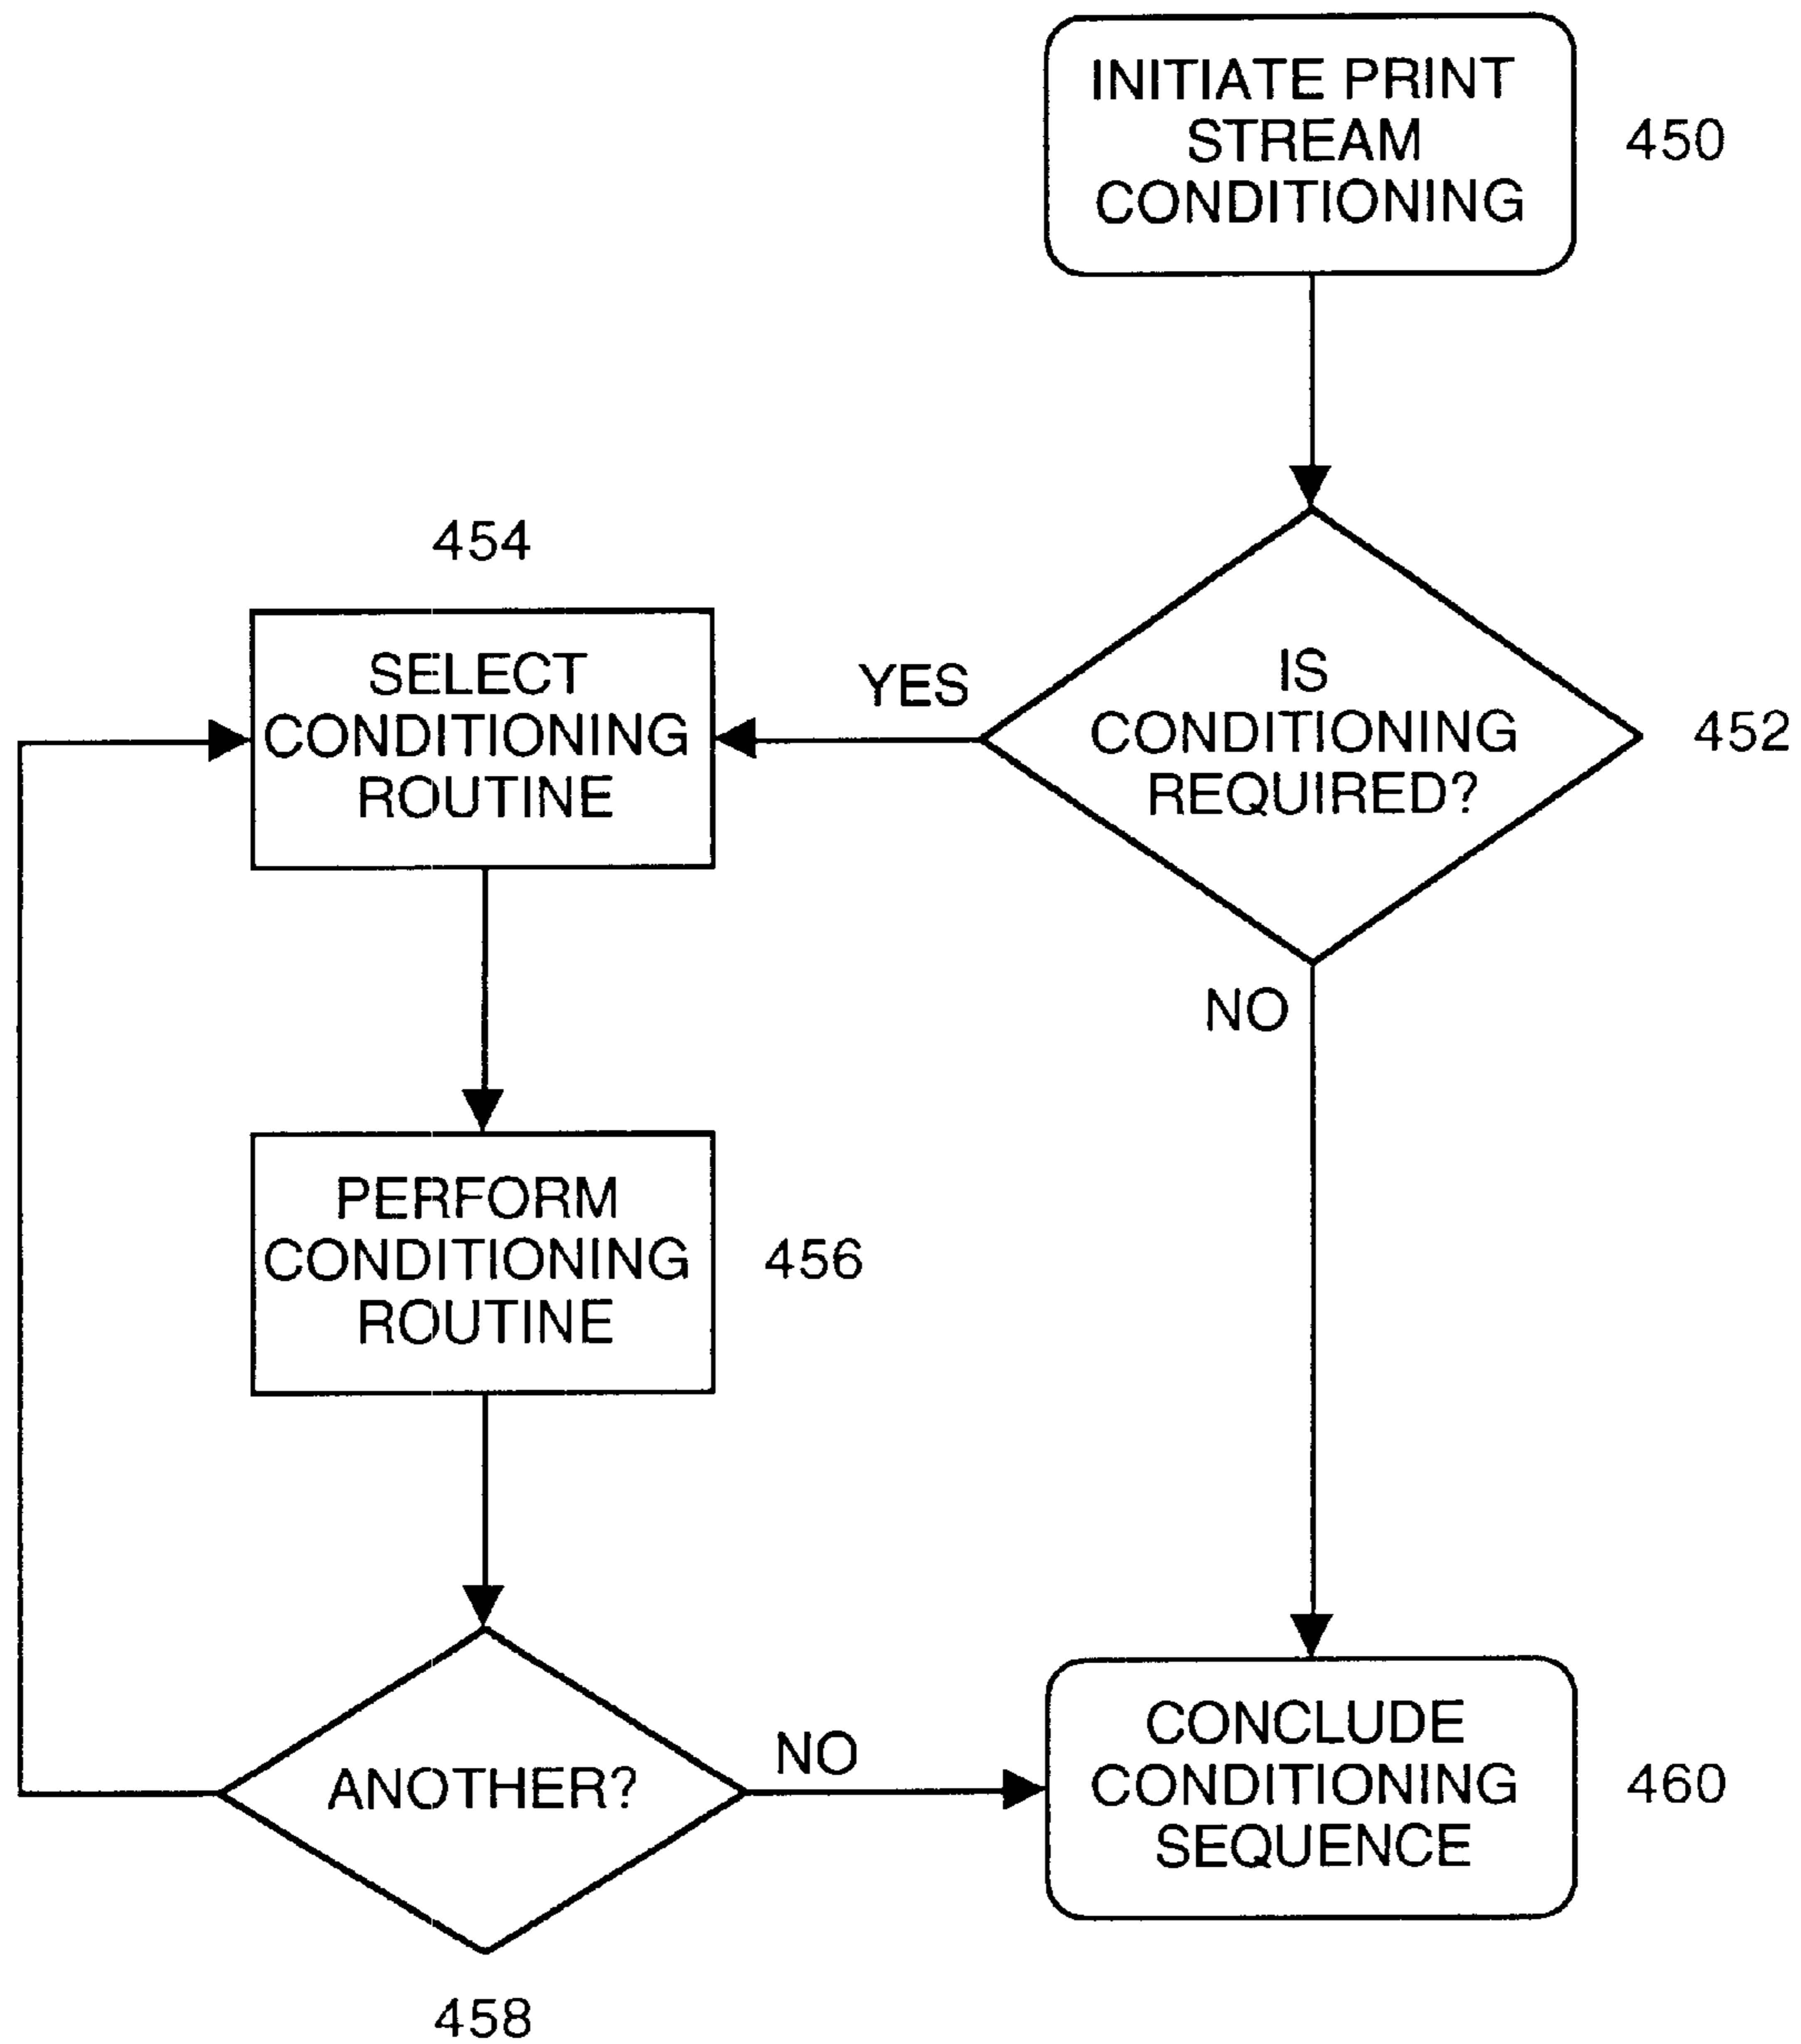 INITIATE PRINT
STREAM
CONDITIONING
450
IS
CONDITIONING
REQUIRED?
452
YES
NO
454
SELECT
CONDITIONING
ROUTINE
PERFORM
CONDITIONING
ROUTINE
456
ANOTHER?
458
NO
CONCLUDE
CONDITIONING
SEQUENCE
460